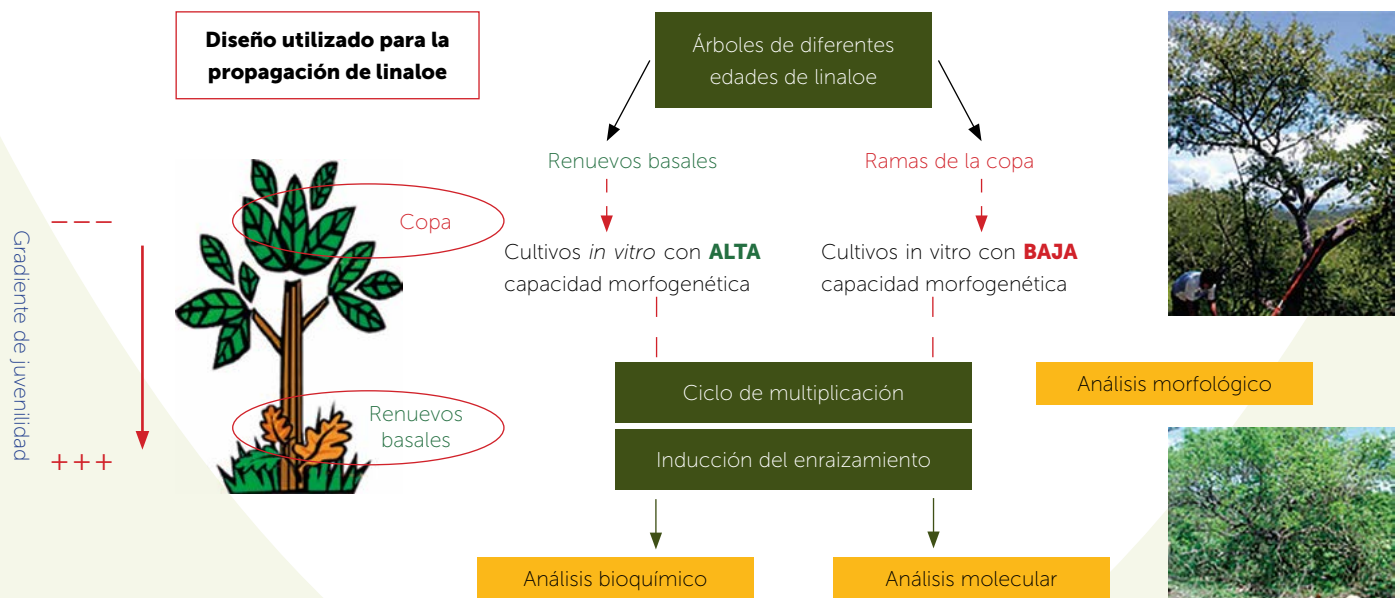 Diseño utilizado para la
propagación de linaloe
Árboles de diferentes
edades de linaloe
Renuevos basales
Ramas de la copa
Gradiente de juvenilidad
– – –
+ + +
Copa
Renuevos
basales
Cultivos in vitro con ALTA
capacidad morfogenética
Cultivos in vitro con BAJA
capacidad morfogenética
Ciclo de multiplicación
Análisis morfológico
Inducción del enraizamiento
Análisis bioquímico
Análisis molecular